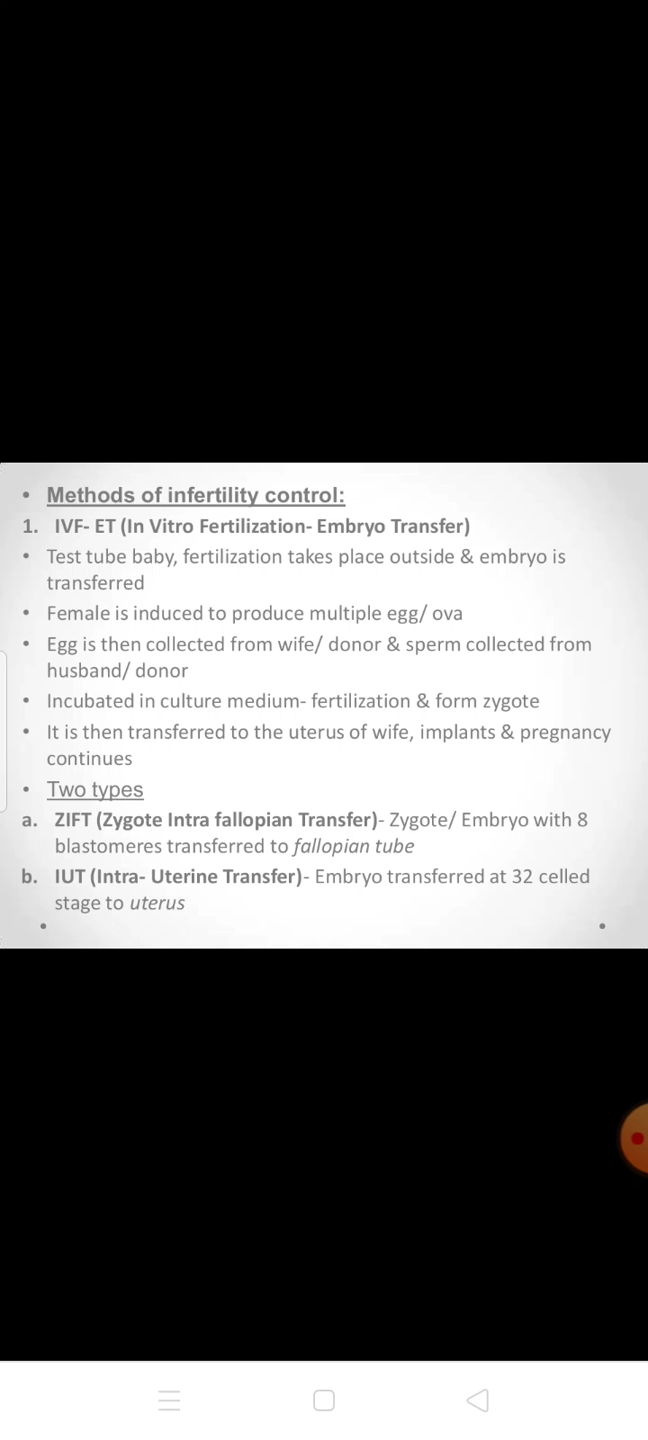 • Methods of infertility control:
1. IVF- ET (In Vitro Fertilization- Embryo Transfer)
• Test tube baby, fertilization takes place outside & embryo is
transferred
• Female is induced to produce multiple egg/ ova
• Egg is then collected from wife/ donor & sperm collected from
husband/ donor
• Incubated in culture medium- fertilization & form zygote
• It is then transferred to the uterus of wife, implants & pregnancy
continues
• Two types
a. ZIFT (Zygote Intra fallopian Transfer)- Zygote/ Embryo with 8
blastomeres transferred to fallopian tube
b. IUT (Intra- Uterine Transfer)- Embryo transferred at 32 celled
stage to uterus